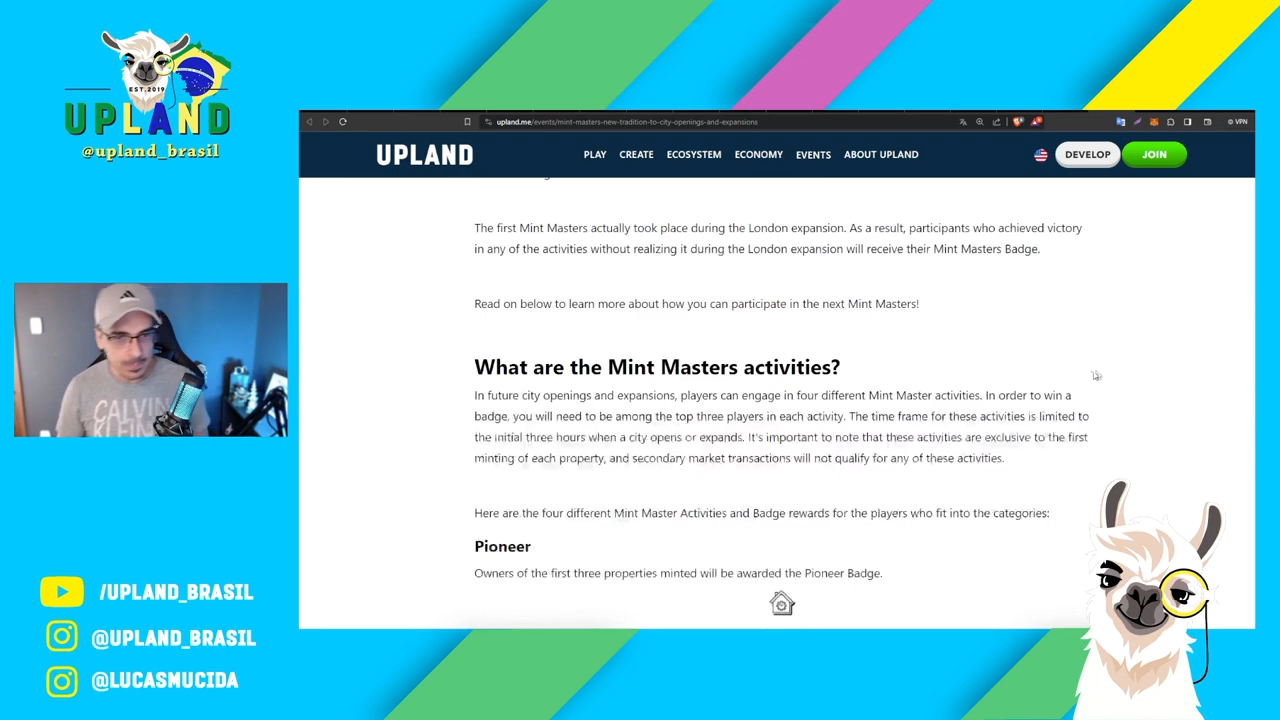 EST. 2019
UPLAND
@upland_brasil
upland.me/events/mint-masters-new-tradition-to-city-openings-and-expansions
VPN
UPLAND
PLAY CREATE ECOSYSTEM ECONOMY EVENTS ABOUT UPLAND
DEVELOP JOIN
The first Mint Masters actually took place during the London expansion. As a result, participants who achieved victory
in any of the activities without realizing it during the London expansion will receive their Mint Masters Badge.
Read on below to learn more about how you can participate in the next Mint Masters!
What are the Mint Masters activities?
In future city openings and expansions, players can engage in four different Mint Master activities. In order to win a
badge, you will need to be among the top three players in each activity. The time frame for these activities is limited to
the initial three hours when a city opens or expands. It's important to note that these activities are exclusive to the first
minting of each property, and secondary market transactions will not qualify for any of these activities.
Here are the four different Mint Master Activities and Badge rewards for the players who fit into the categories:
Pioneer
Owners of the first three properties minted will be awarded the Pioneer Badge.
CALVIN
KLEIN
/UPLAND_BRASIL
@UPLAND_BRASIL
@LUCASMUCIDA